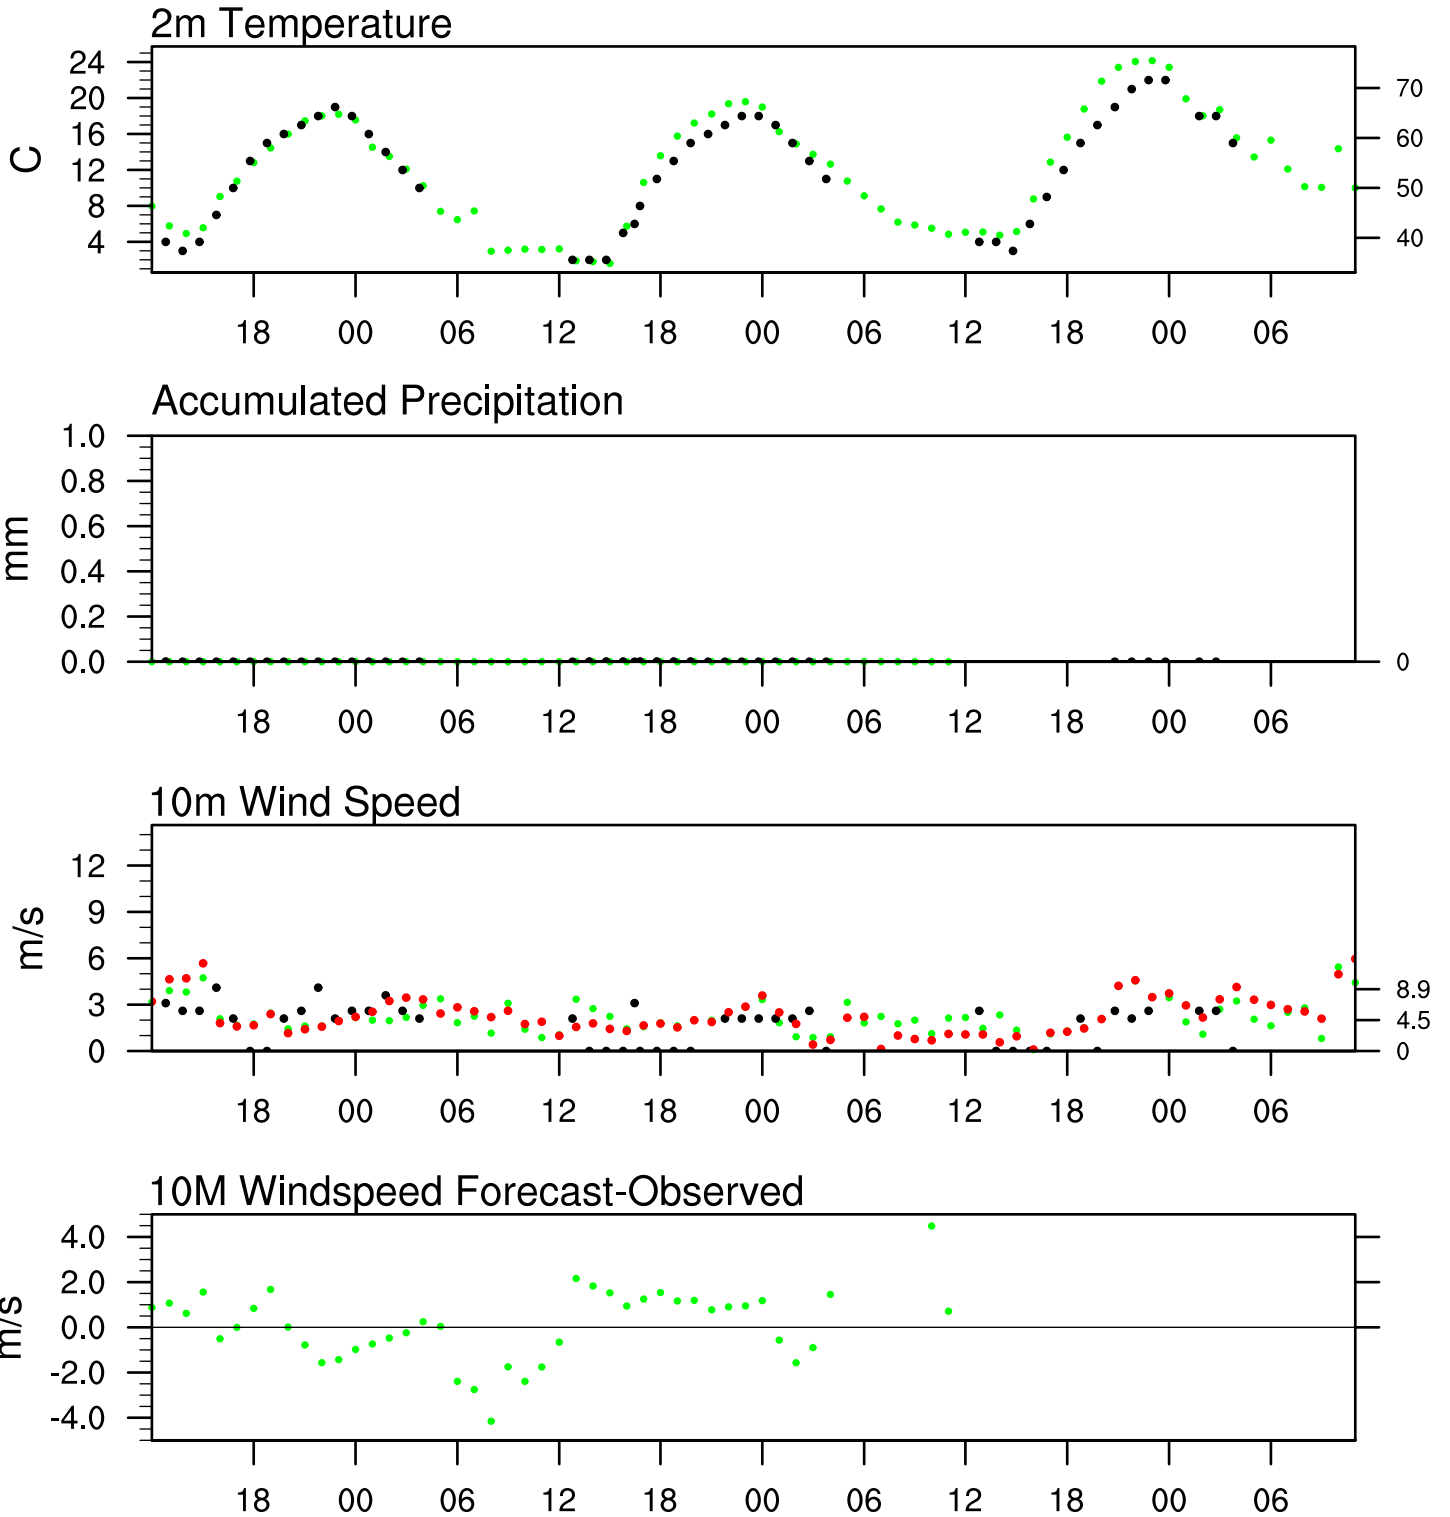 2m Temperature
24
20
16
12
8
4
C
70
60
50
40
18 00 06 12 18 00 06 12 18 00 06
Accumulated Precipitation
1.0
0.8
0.6
0.4
0.2
0.0
mm
0
18 00 06 12 18 00 06 12 18 00 06
10m Wind Speed
12
9
6
3
0
m/s
8.9
4.5
0
18 00 06 12 18 00 06 12 18 00 06
10M Windspeed Forecast-Observed
4.0
2.0
0.0
-2.0
-4.0
m/s
18 00 06 12 18 00 06 12 18 00 06